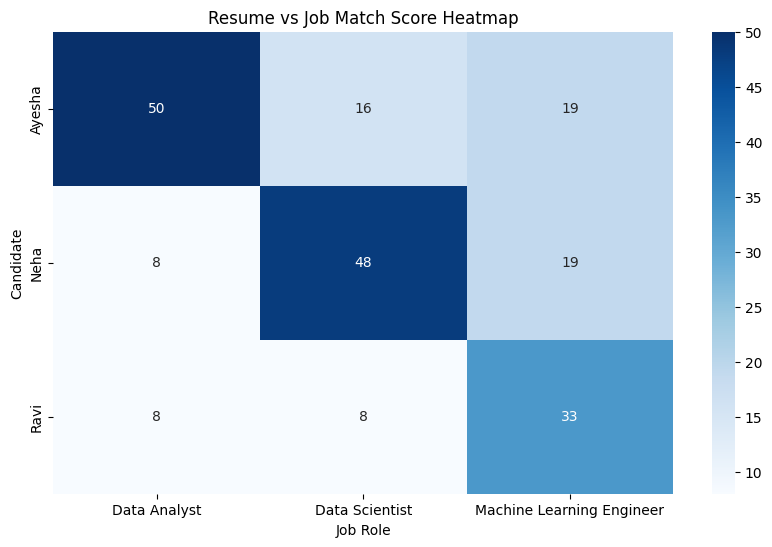 Resume vs Job Match Score Heatmap
Candidate
Ayesha
50 16 19
Neha
8 48 19
Ravi
8 8 33
Data Analyst Data Scientist Machine Learning Engineer
Job Role
50
45
40
35
30
25
20
15
10